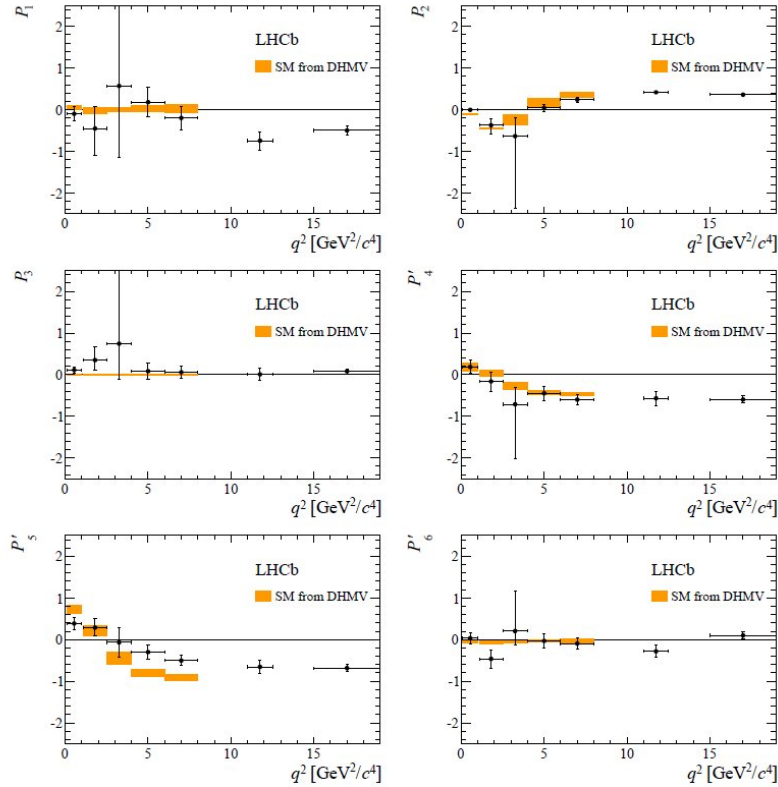 P₁
2
1
0
-1
-2
LHCb
SM from DHMV
0 5 10 15
q² [GeV²/c⁴]
P₂
2
1
0
-1
-2
LHCb
SM from DHMV
0 5 10 15
q² [GeV²/c⁴]
P₃
2
1
0
-1
-2
LHCb
SM from DHMV
0 5 10 15
q² [GeV²/c⁴]
P′₄
2
1
0
-1
-2
LHCb
SM from DHMV
0 5 10 15
q² [GeV²/c⁴]
P′₅
2
1
0
-1
-2
LHCb
SM from DHMV
0 5 10 15
q² [GeV²/c⁴]
P′₆
2
1
0
-1
-2
LHCb
SM from DHMV
0 5 10 15
q² [GeV²/c⁴]